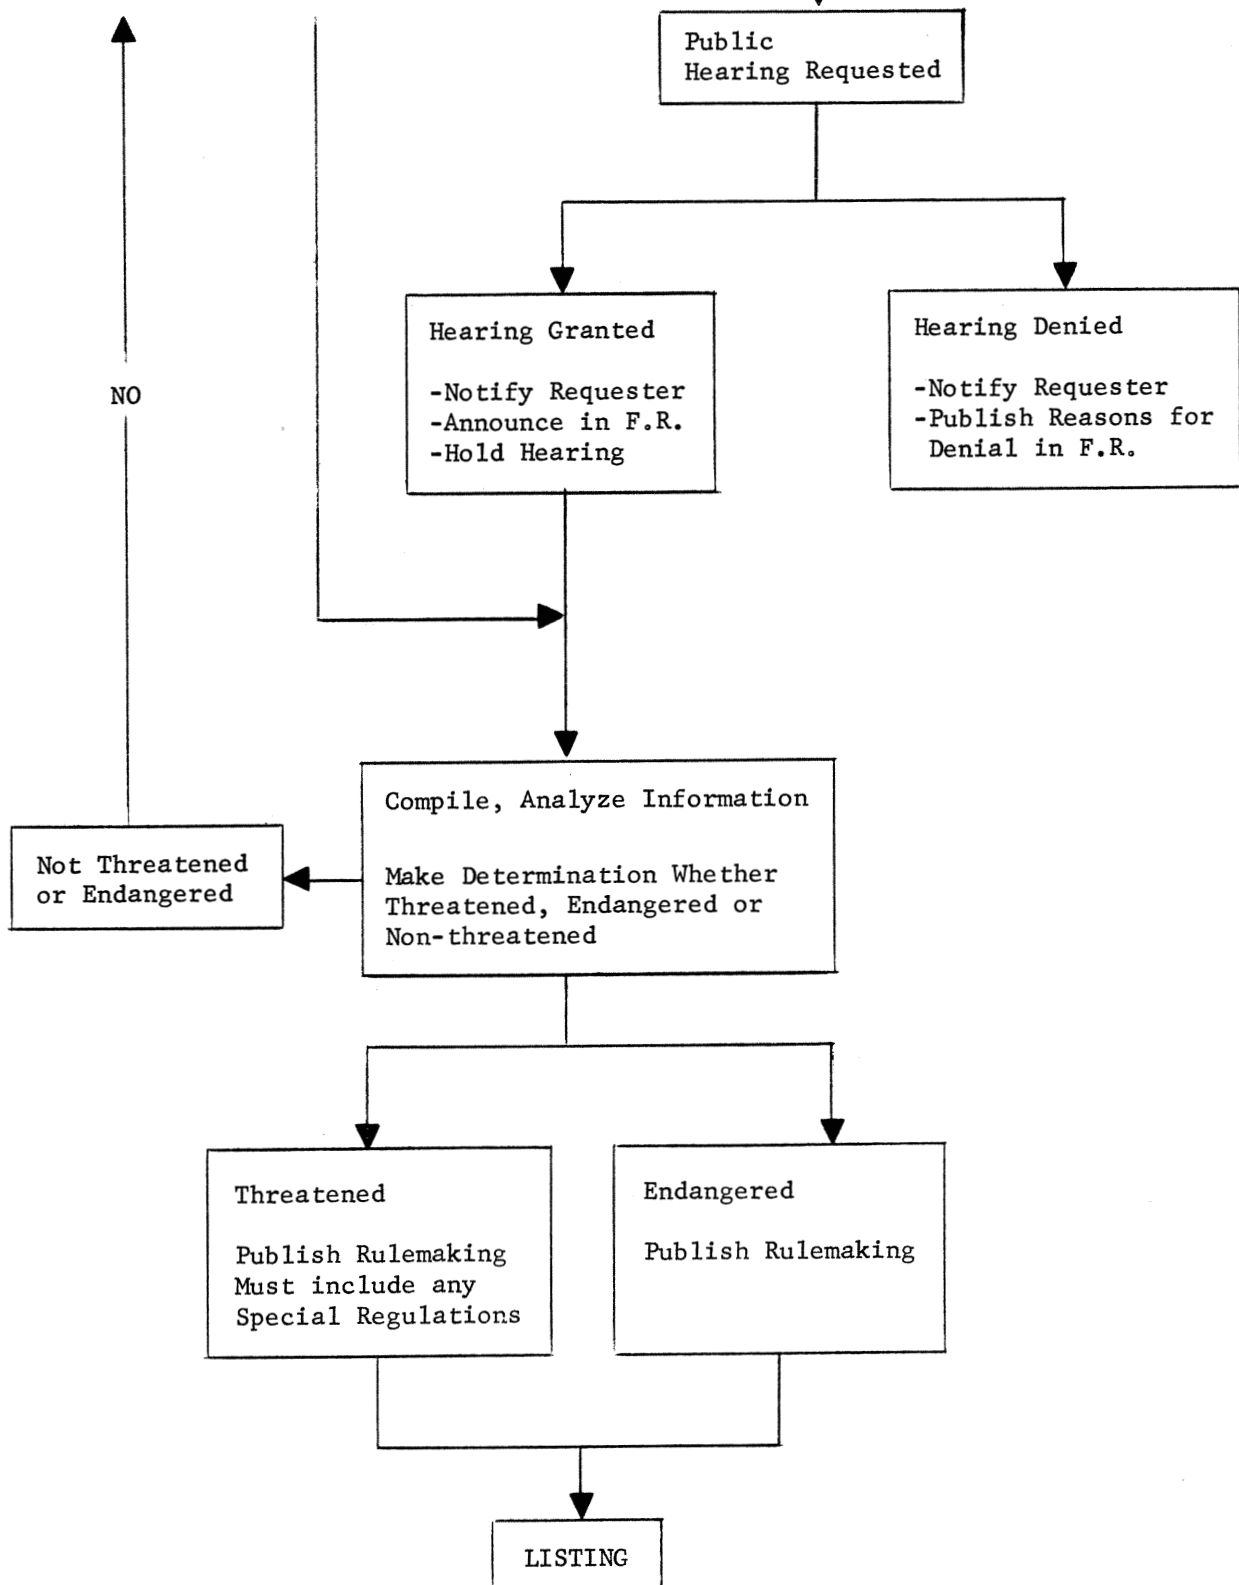 Public
Hearing Requested
Hearing Granted
-Notify Requester
-Announce in F.R.
-Hold Hearing
Hearing Denied
-Notify Requester
-Publish Reasons for
Denial in F.R.
NO
Compile, Analyze Information
Make Determination Whether
Threatened, Endangered or
Non-threatened
Not Threatened
or Endangered
Threatened
Publish Rulemaking
Must include any
Special Regulations
Endangered
Publish Rulemaking
LISTING